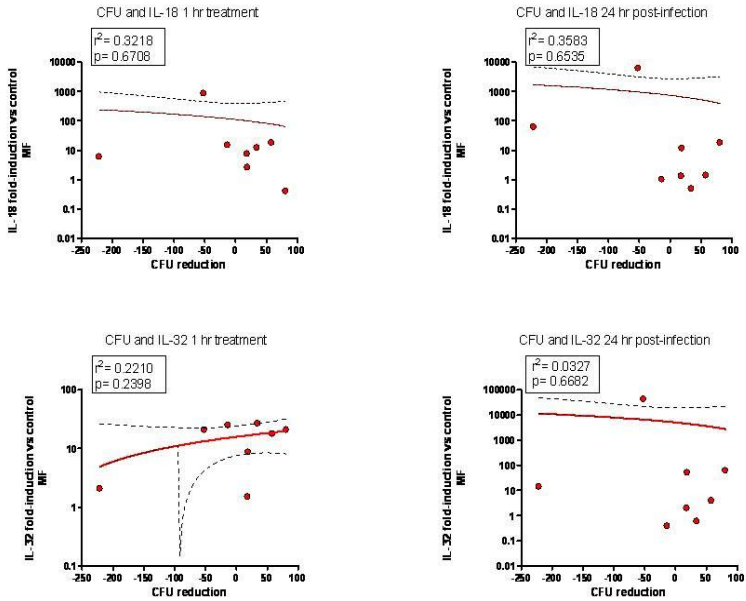 CFU and IL-18 1 hr treatment
r2= 0.3218
p= 0.6708
10000
1000
100
10
1
0.1
0.01
-250 -200 -150 -100 -50 0 50 100
CFU reduction
IL-18 fold-induction vs control
MF
CFU and IL-18 24 hr post-infection
r2= 0.3583
p= 0.6535
10000
1000
100
10
1
0.1
0.01
-250 -200 -150 -100 -50 0 50 100
CFU reduction
IL-18 fold-induction vs control
MF
CFU and IL-32 1 hr treatment
r2= 0.2210
p= 0.2398
100
10
1
0.1
-250 -200 -150 -100 -50 0 50 100
CFU reduction
IL-32 fold-induction vs control
MF
CFU and IL-32 24 hr post-infection
r2= 0.0327
p= 0.6682
100000
10000
1000
100
10
1
0.1
-250 -200 -150 -100 -50 0 50 100
CFU reduction
IL-32 fold-induction vs control
MF